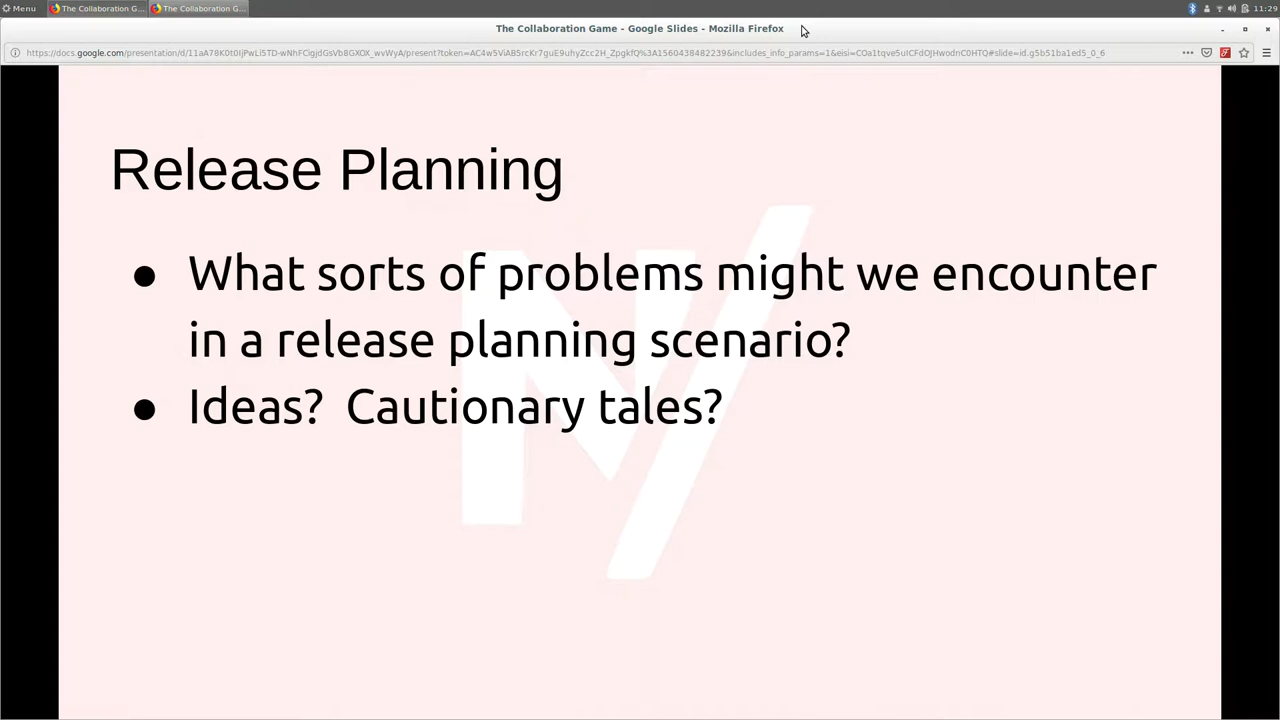 Menu
The Collaboration G...
The Collaboration G...
11:29
The Collaboration Game - Google Slides - Mozilla Firefox
Release Planning
● What sorts of problems might we encounter
in a release planning scenario?
● Ideas?  Cautionary tales?